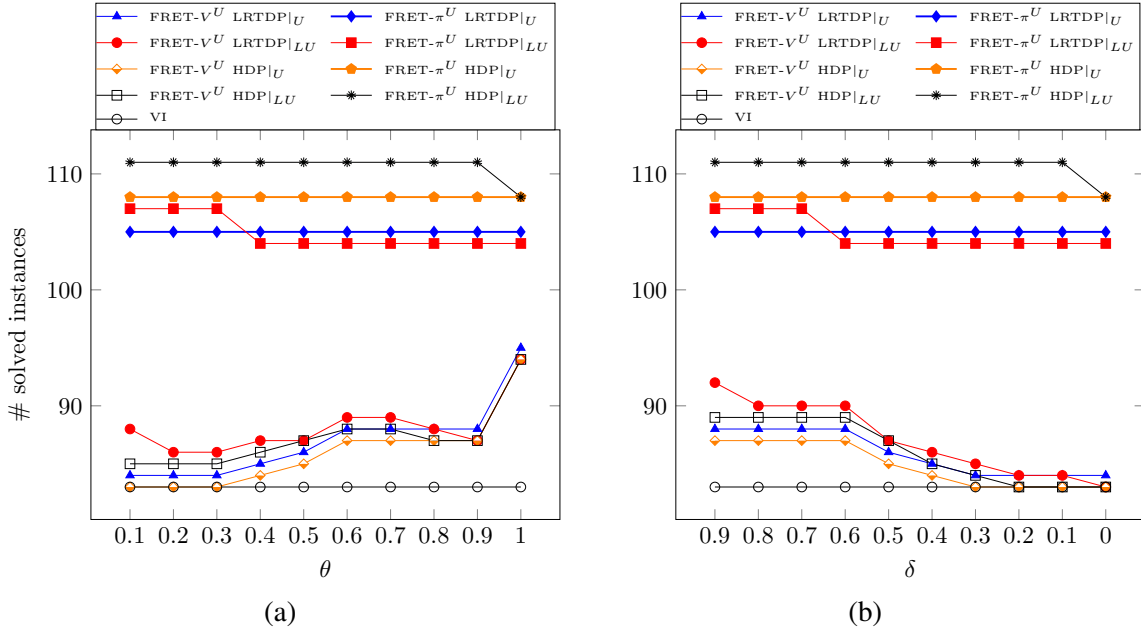 FRET-V^U LRTDP|_U FRET-π^U LRTDP|_U
FRET-V^U LRTDP|_LU FRET-π^U LRTDP|_LU
FRET-V^U HDP|_U FRET-π^U HDP|_U
FRET-V^U HDP|_LU FRET-π^U HDP|_LU
VI
110
100
90
# solved instances
0.1 0.2 0.3 0.4 0.5 0.6 0.7 0.8 0.9 1
θ
(a)
FRET-V^U LRTDP|_U FRET-π^U LRTDP|_U
FRET-V^U LRTDP|_LU FRET-π^U LRTDP|_LU
FRET-V^U HDP|_U FRET-π^U HDP|_U
FRET-V^U HDP|_LU FRET-π^U HDP|_LU
VI
110
100
90
0.9 0.8 0.7 0.6 0.5 0.4 0.3 0.2 0.1 0
δ
(b)